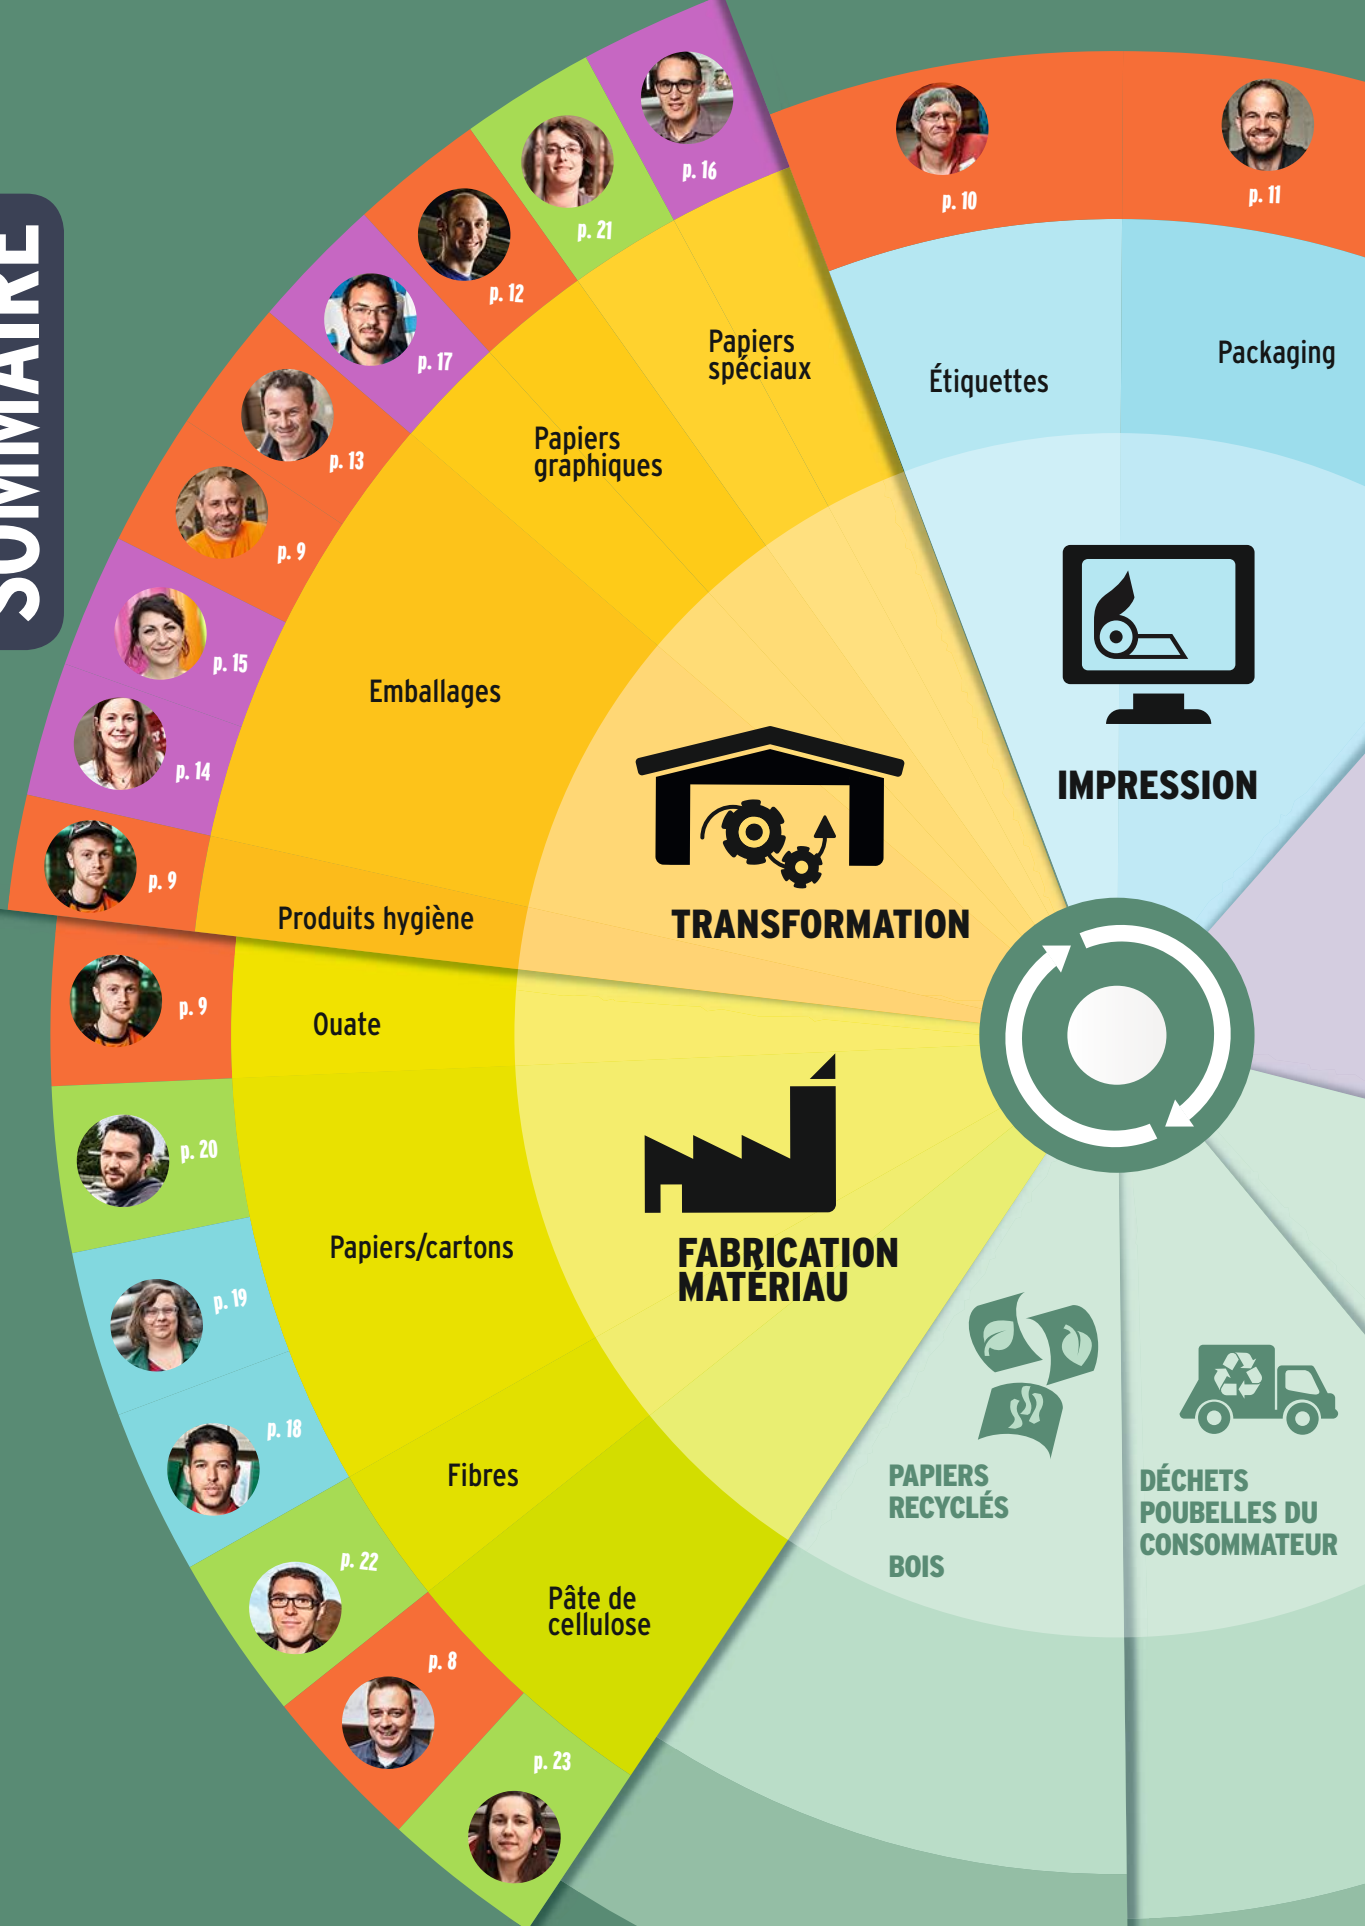 SOMMAIRE
p. 16
p. 10
p. 11
p. 21
p. 12
p. 17
p. 13
p. 9
p. 15
p. 14
p. 9
Papiers
spéciaux
Étiquettes
Packaging
Papiers
graphiques
Emballages
Produits hygiène
IMPRESSION
TRANSFORMATION
p. 9
Ouate
p. 20
Papiers/cartons
p. 19
p. 18
FABRICATION
MATÉRIAU
Fibres
p. 22
Pâte de
cellulose
p. 8
p. 23
PAPIERS
RECYCLÉS
BOIS
DÉCHETS
POUBELLES DU
CONSOMMATEUR